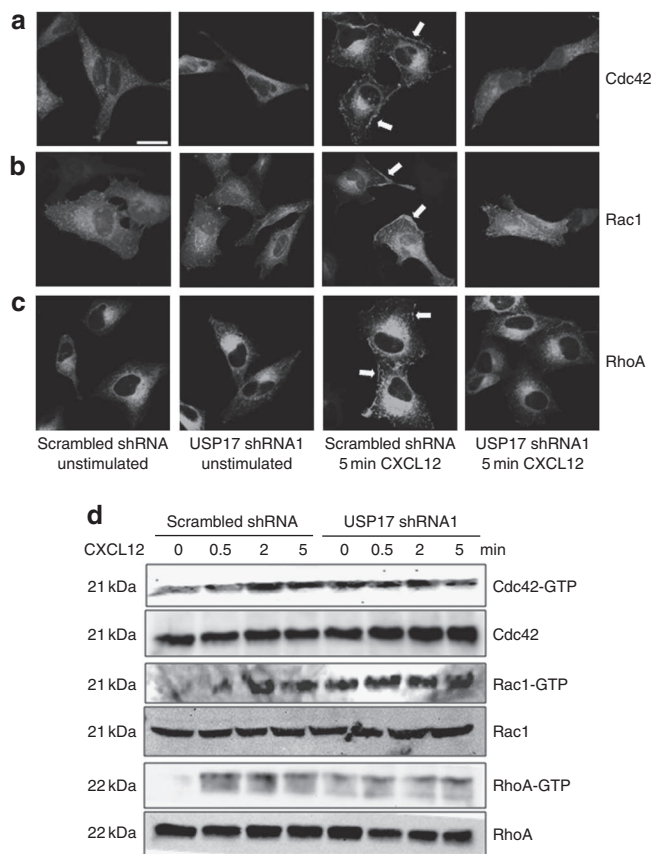 a
Cdc42
b
Rac1
c
RhoA
Scrambled shRNA
unstimulated
USP17 shRNA1
unstimulated
Scrambled shRNA
5 min CXCL12
USP17 shRNA1
5 min CXCL12
d
Scrambled shRNA USP17 shRNA1
CXCL12 0 0.5 2 5 0 0.5 2 5 min
21 kDa Cdc42-GTP
21 kDa Cdc42
21 kDa Rac1-GTP
21 kDa Rac1
22 kDa RhoA-GTP
22 kDa RhoA